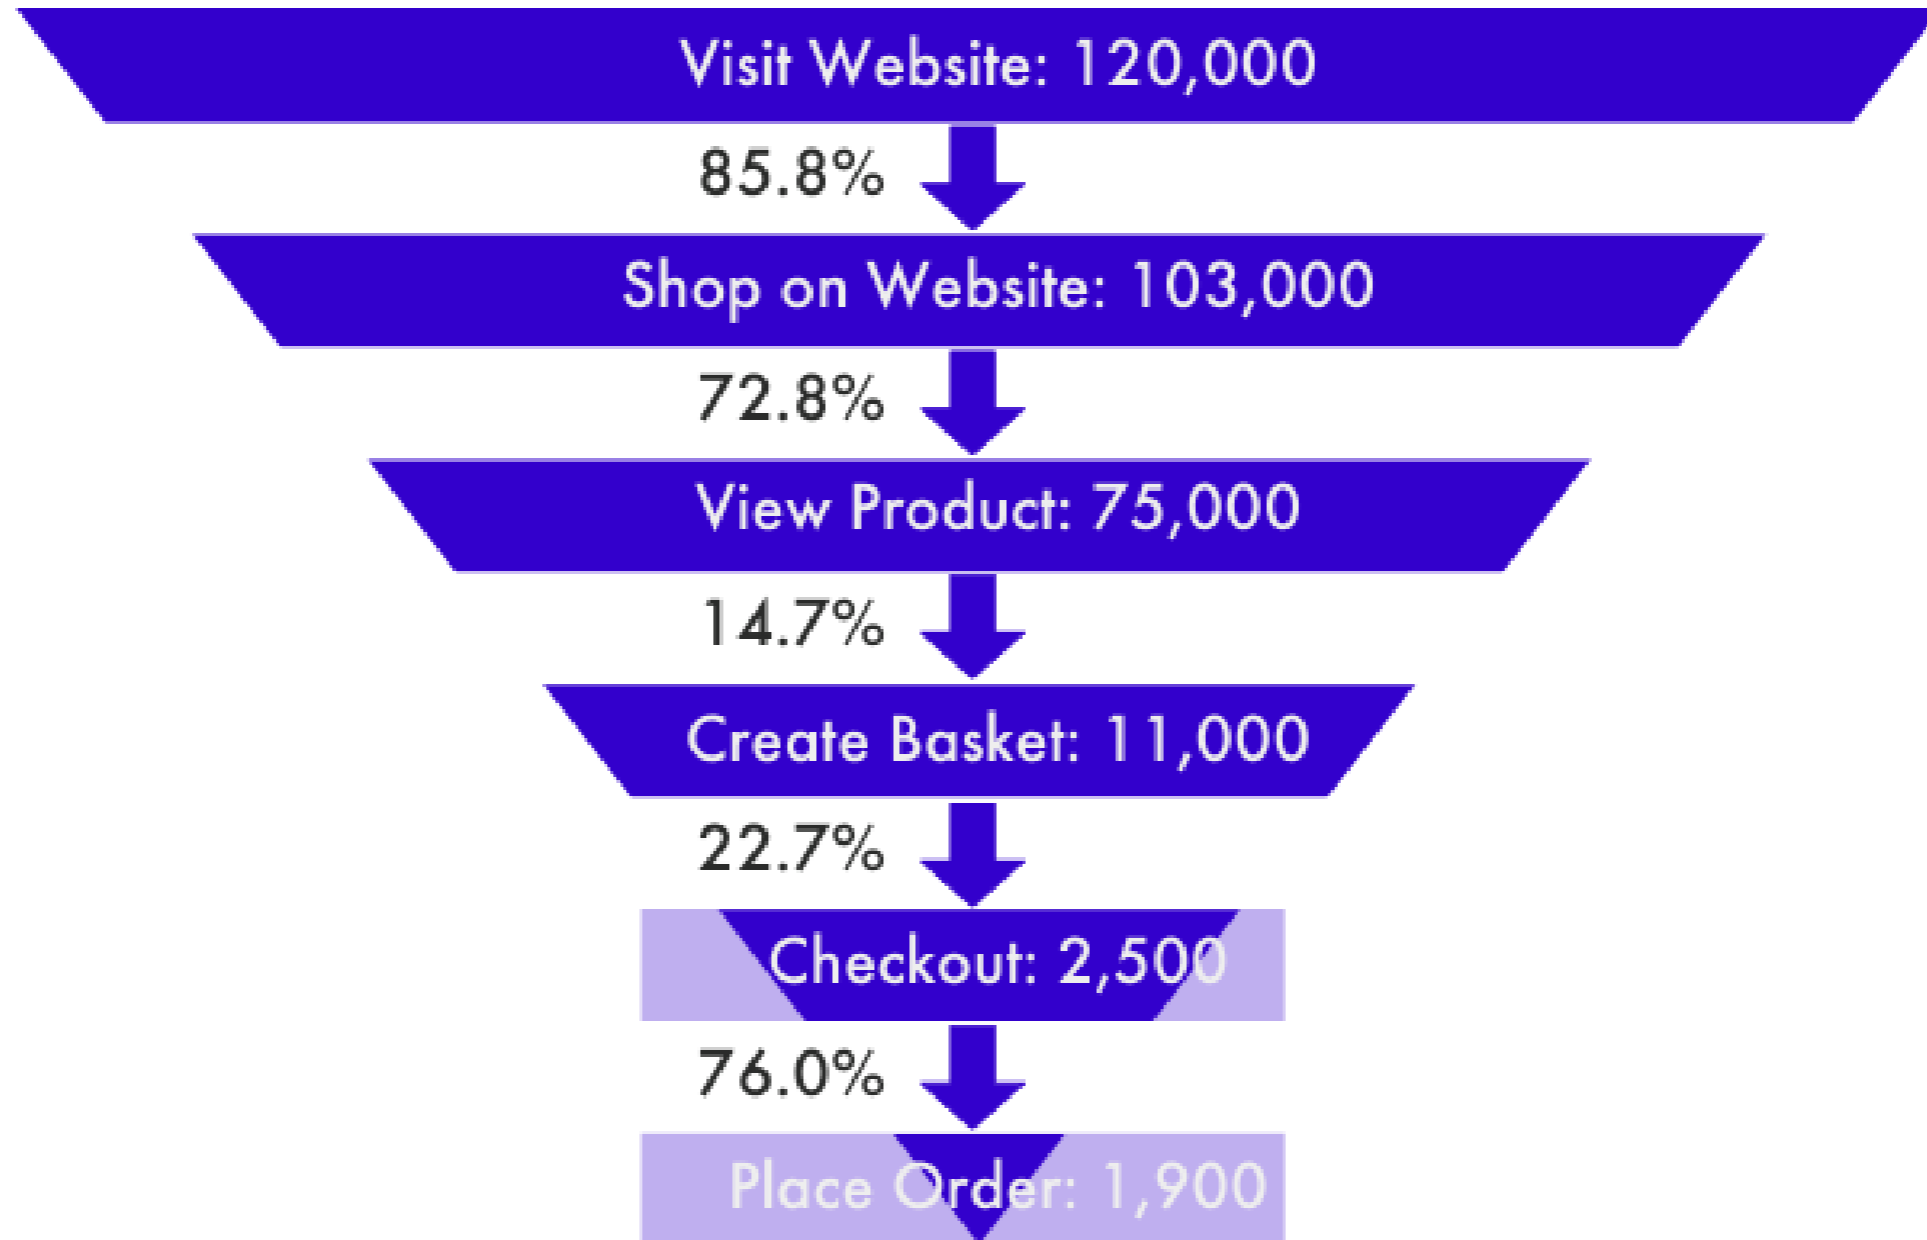 Visit Website: 120,000
85.8%
Shop on Website: 103,000
72.8%
View Product: 75,000
14.7%
Create Basket: 11,000
22.7%
Checkout: 2,500
76.0%
Place Order: 1,900